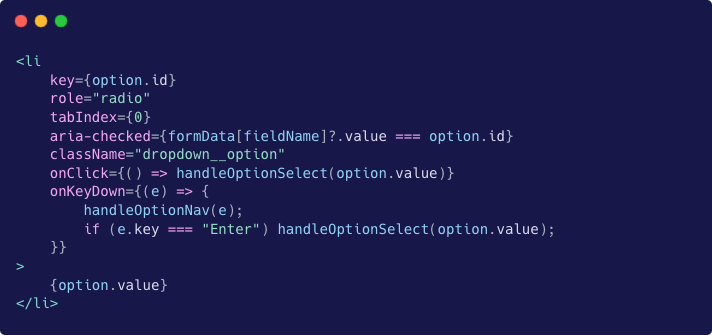 <li
    key={option.id}
    role="radio"
    tabIndex={0}
    aria-checked={formData[fieldName]?.value === option.id}
    className="dropdown__option"
    onClick={() => handleOptionSelect(option.value)}
    onKeyDown={(e) => {
        handleOptionNav(e);
        if (e.key === "Enter") handleOptionSelect(option.value);
    }}
>
    {option.value}
</li>